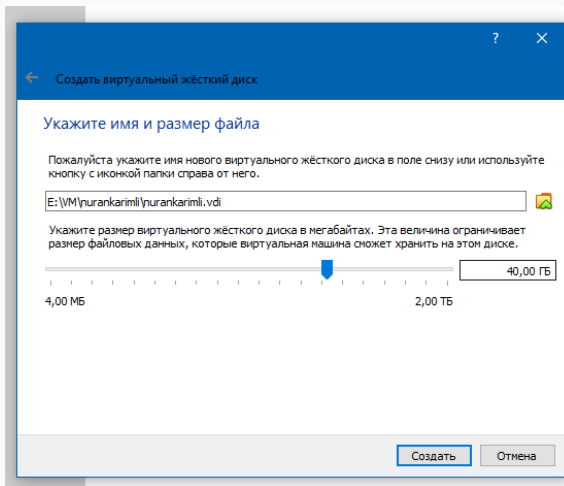 ?
Создать виртуальный жёсткий диск
Укажите имя и размер файла
Пожалуйста укажите имя нового виртуального жёсткого диска в поле снизу или используйте
кнопку с иконкой папки справа от него.
E:\VM\nurankarimli\nurankarimli.vdi
Укажите размер виртуального жёсткого диска в мегабайтах. Эта величина ограничивает
размер файловых данных, которые виртуальная машина сможет хранить на этом диске.
40,00 ГБ
4,00 МБ 2,00 ТБ
Создать Отмена